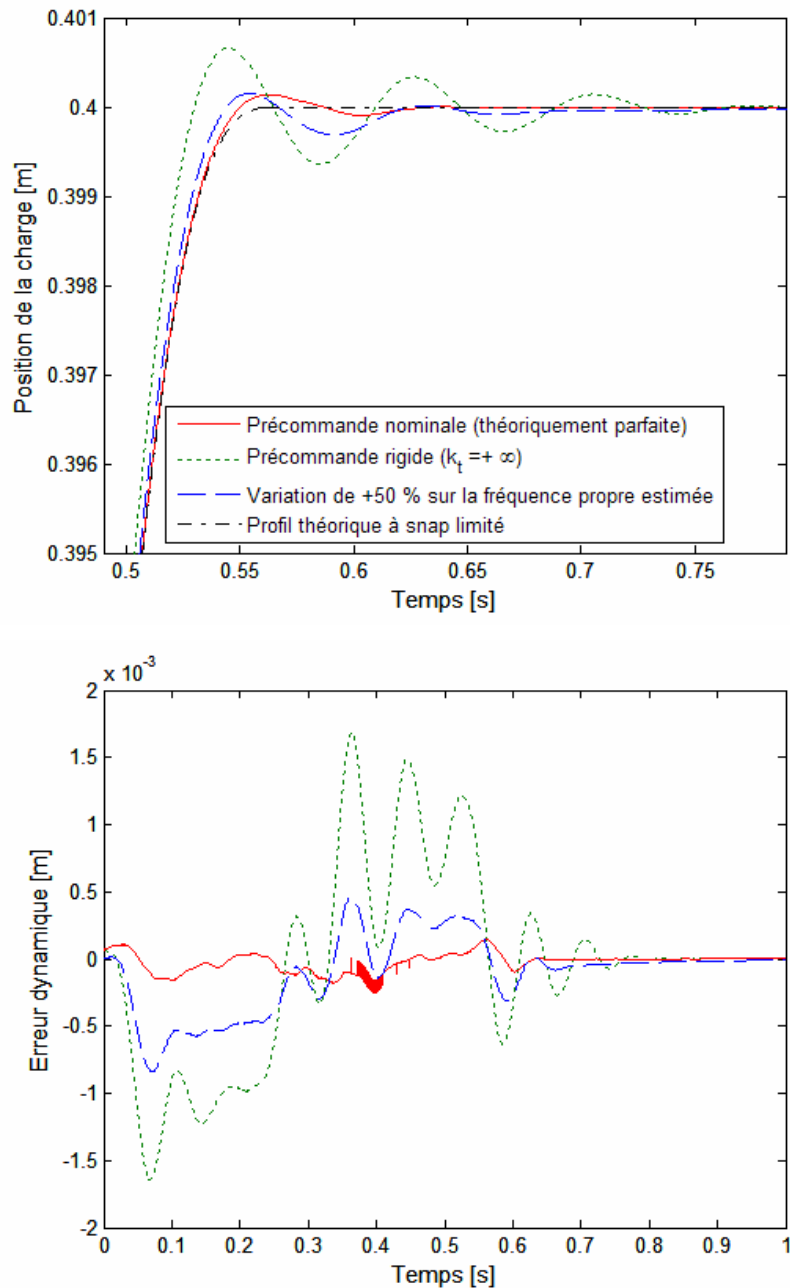 0.401
0.4
0.399
0.398
0.397
0.396
0.395
Position de la charge [m]
Précommande nominale (théoriquement parfaite)
Précommande rigide (k_t =+ ∞)
Variation de +50 % sur la fréquence propre estimée
Profil théorique à snap limité
0.5 0.55 0.6 0.65 0.7 0.75
Temps [s]
x 10^-3
2
1.5
1
0.5
0
-0.5
-1
-1.5
-2
Erreur dynamique [m]
0 0.1 0.2 0.3 0.4 0.5 0.6 0.7 0.8 0.9 1
Temps [s]